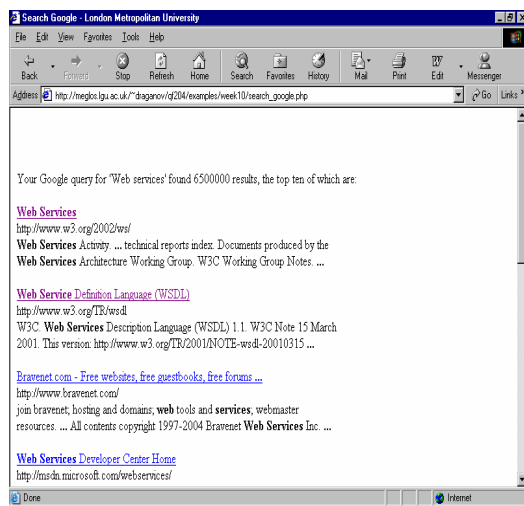 Search Google - London Metropolitan University
File Edit View Favorites Tools Help
Back Forward Stop Refresh Home Search Favorites History Mail Print Edit Messenger
Address http://meglos.lgu.ac.uk/~draganov/ql204/examples/week10/search_google.php Go Links »
Your Google query for 'Web services' found 6500000 results, the top ten of which are:
Web Services
http://www.w3.org/2002/ws/
Web Services Activity. ... technical reports index. Documents produced by the
Web Services Architecture Working Group. W3C Working Group Notes. ...
Web Service Definition Language (WSDL)
http://www.w3.org/TR/wsdl
W3C. Web Services Description Language (WSDL) 1.1. W3C Note 15 March
2001. This version: http://www.w3.org/TR/2001/NOTE-wsdl-20010315 ...
Bravenet.com - Free websites, free guestbooks, free forums ...
http://www.bravenet.com/
join bravenet; hosting and domains; web tools and services; webmaster
resources. ... All contents copyright 1997-2004 Bravenet Web Services Inc. ...
Web Services Developer Center Home
http://msdn.microsoft.com/webservices/
Done Internet